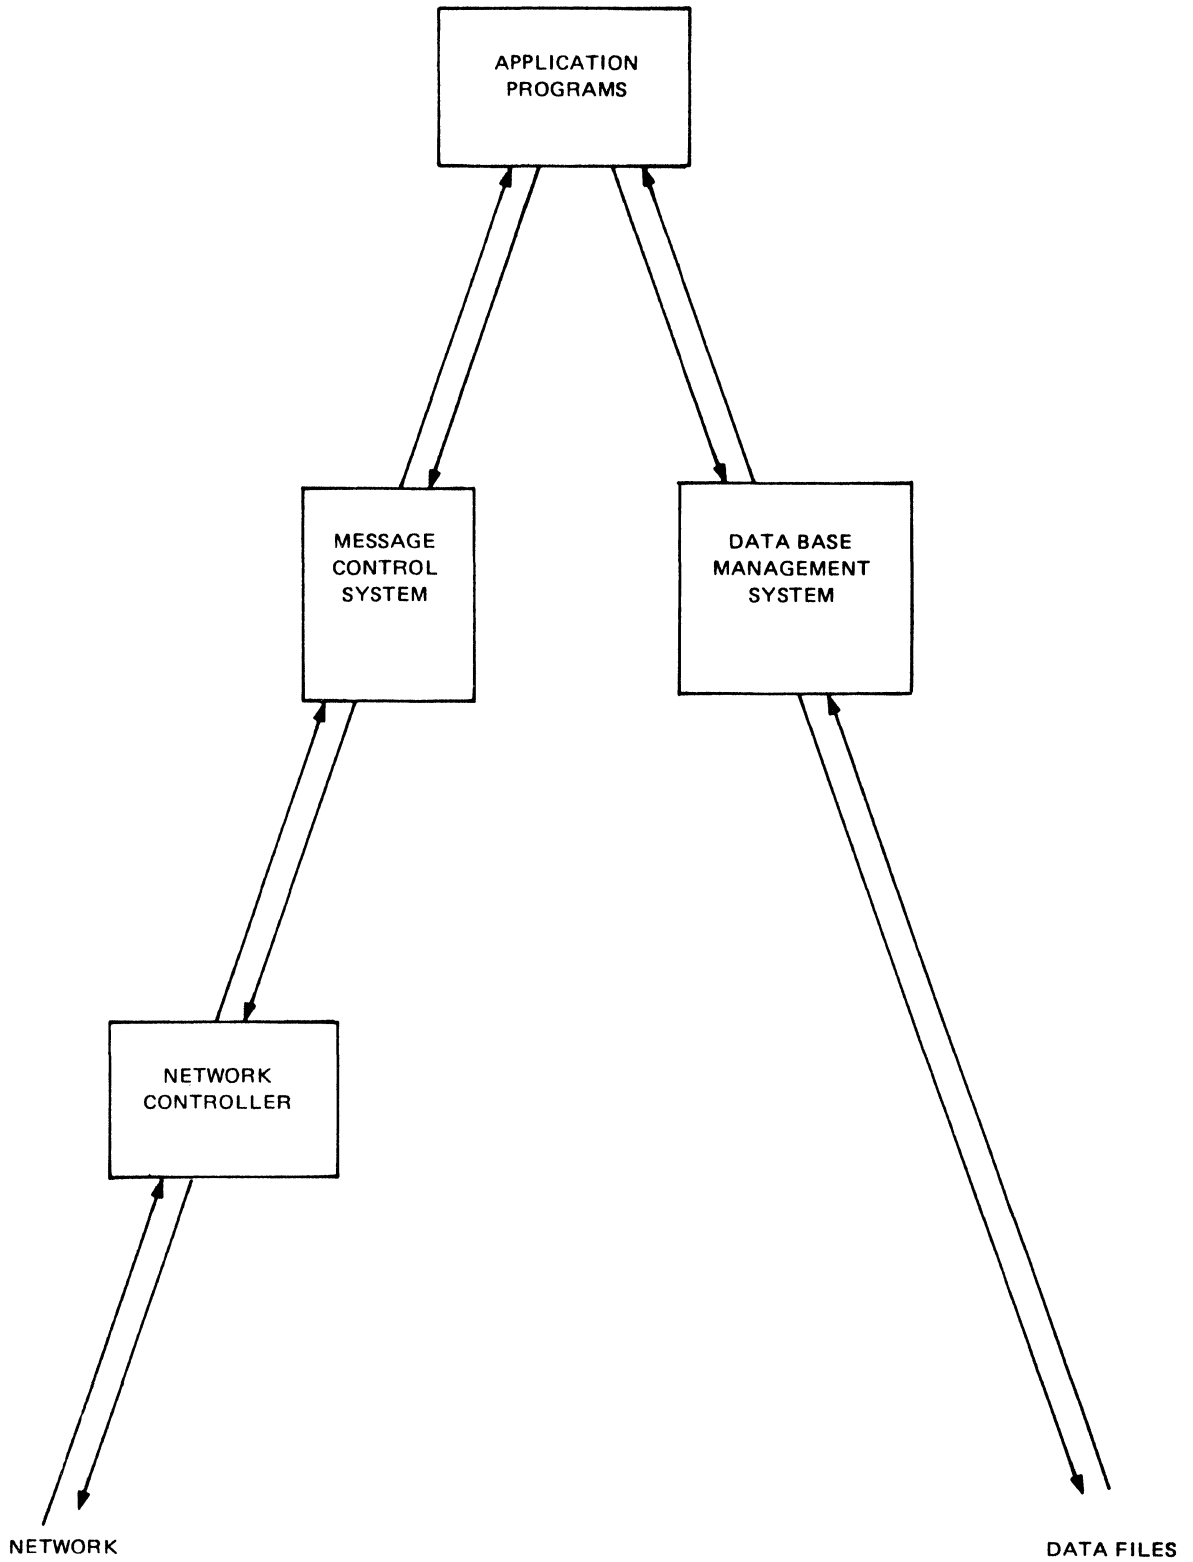 APPLICATION
PROGRAMS
MESSAGE
CONTROL
SYSTEM
DATA BASE
MANAGEMENT
SYSTEM
NETWORK
CONTROLLER
NETWORK
DATA FILES